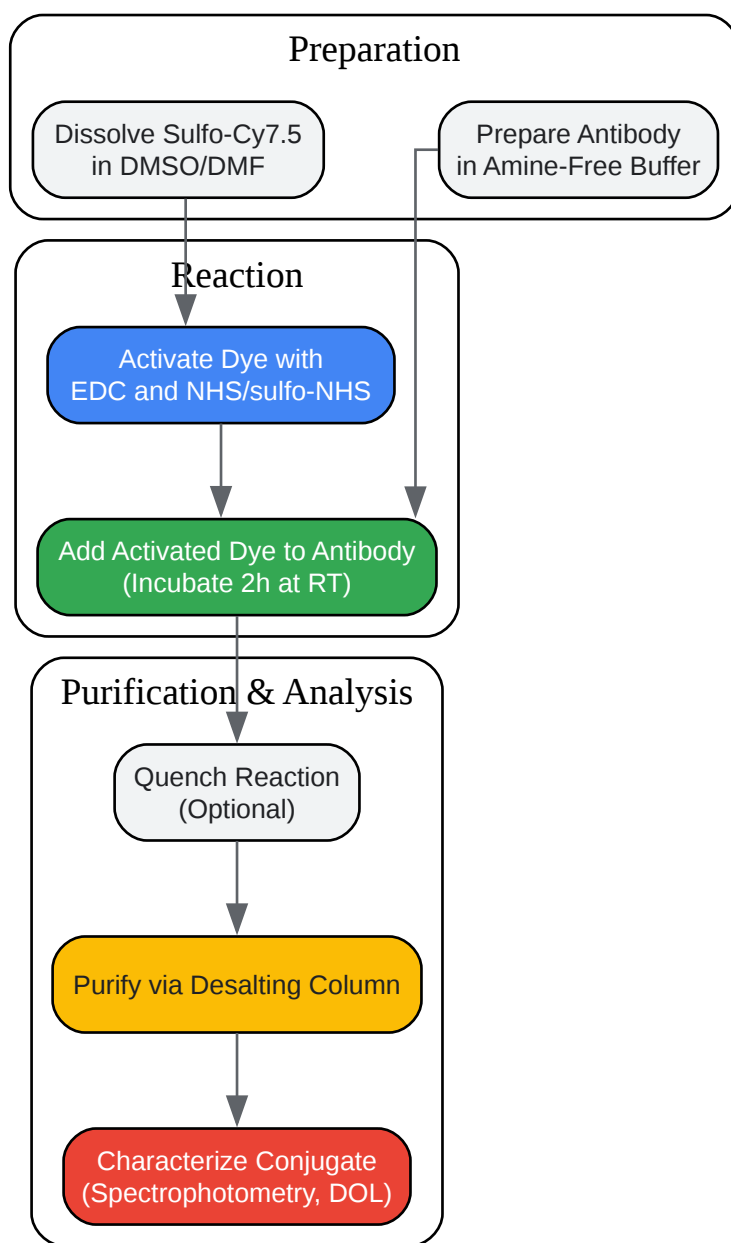 Preparation
Dissolve Sulfo-Cy7.5
in DMSO/DMF
Prepare Antibody
in Amine-Free Buffer
Reaction
Activate Dye with
EDC and NHS/sulfo-NHS
Add Activated Dye to Antibody
(Incubate 2h at RT)
Purification & Analysis
Quench Reaction
(Optional)
Purify via Desalting Column
Characterize Conjugate
(Spectrophotometry, DOL)